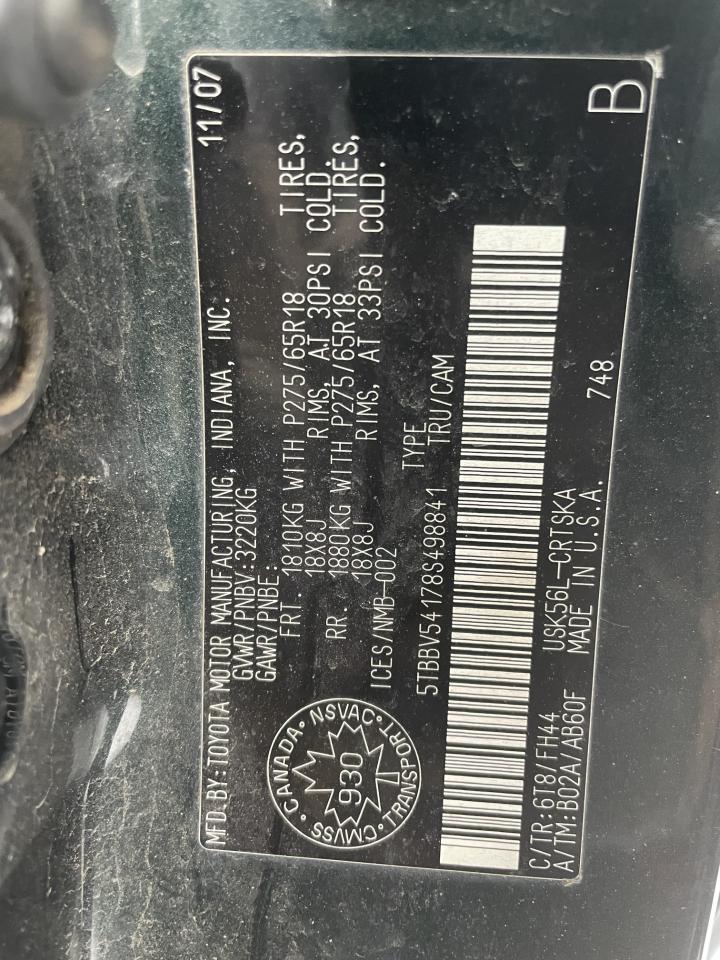 MFD.BY:TOYOTA MOTOR MANUFACTURING, INDIANA, INC. 11/07
GVWR/PNBV:3220KG
GAWR/PNBE:
FRT. 1810KG WITH P275/65R18 TIRES,
18X8J RIMS, AT 30PSI COLD.
RR. 1880KG WITH P275/65R18 TIRES,
18X8J RIMS, AT 33PSI COLD.
ICES/NMB-002
CANADA • NSVAC • TRANSPORT • CMVSS
930
TYPE
5TBBV54178S498841 TRU/CAM
C/TR:6T8/FH44 USK56L-CRTSKA 748
A/TM:B02A/AB60F MADE IN U.S.A.
B